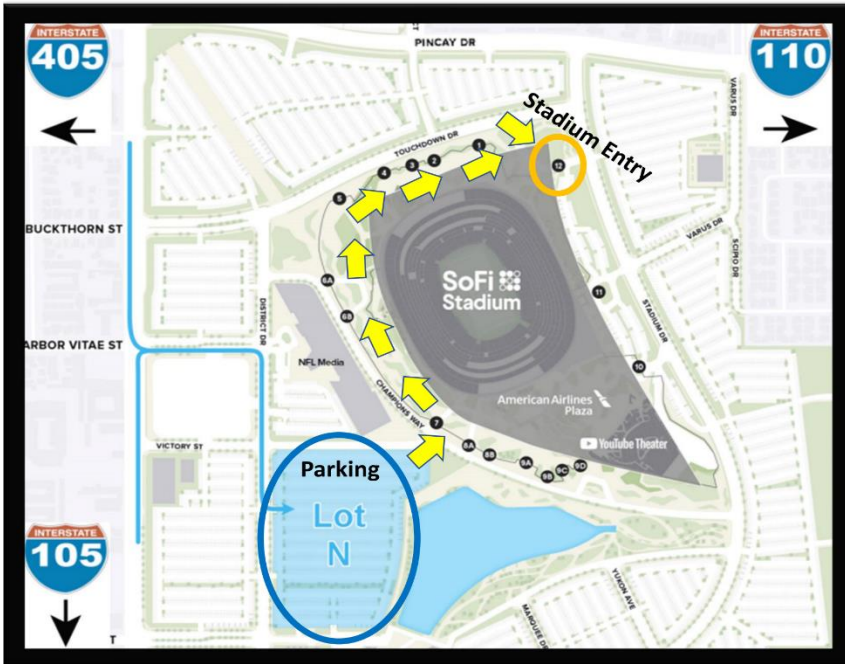 INTERSTATE
405
INTERSTATE
110
PINCAY DR
CT
VARUS DR
Stadium Entry
TOUCHDOWN DR
1
2
3
4
5
12
BUCKTHORN ST
VARUS DR
SCIPIO DR
SoFi
Stadium
6A
11
DISTRICT DR
STADIUM DR
6B
ARBOR VITAE ST
NFL Media
10
CHAMPIONS WAY
American Airlines
Plaza
7
VICTORY ST
YouTube Theater
8A
8B
9A
9B
9C
9D
Parking
Lot
N
INTERSTATE
105
YUKON AVE
MARQUEE DR
T